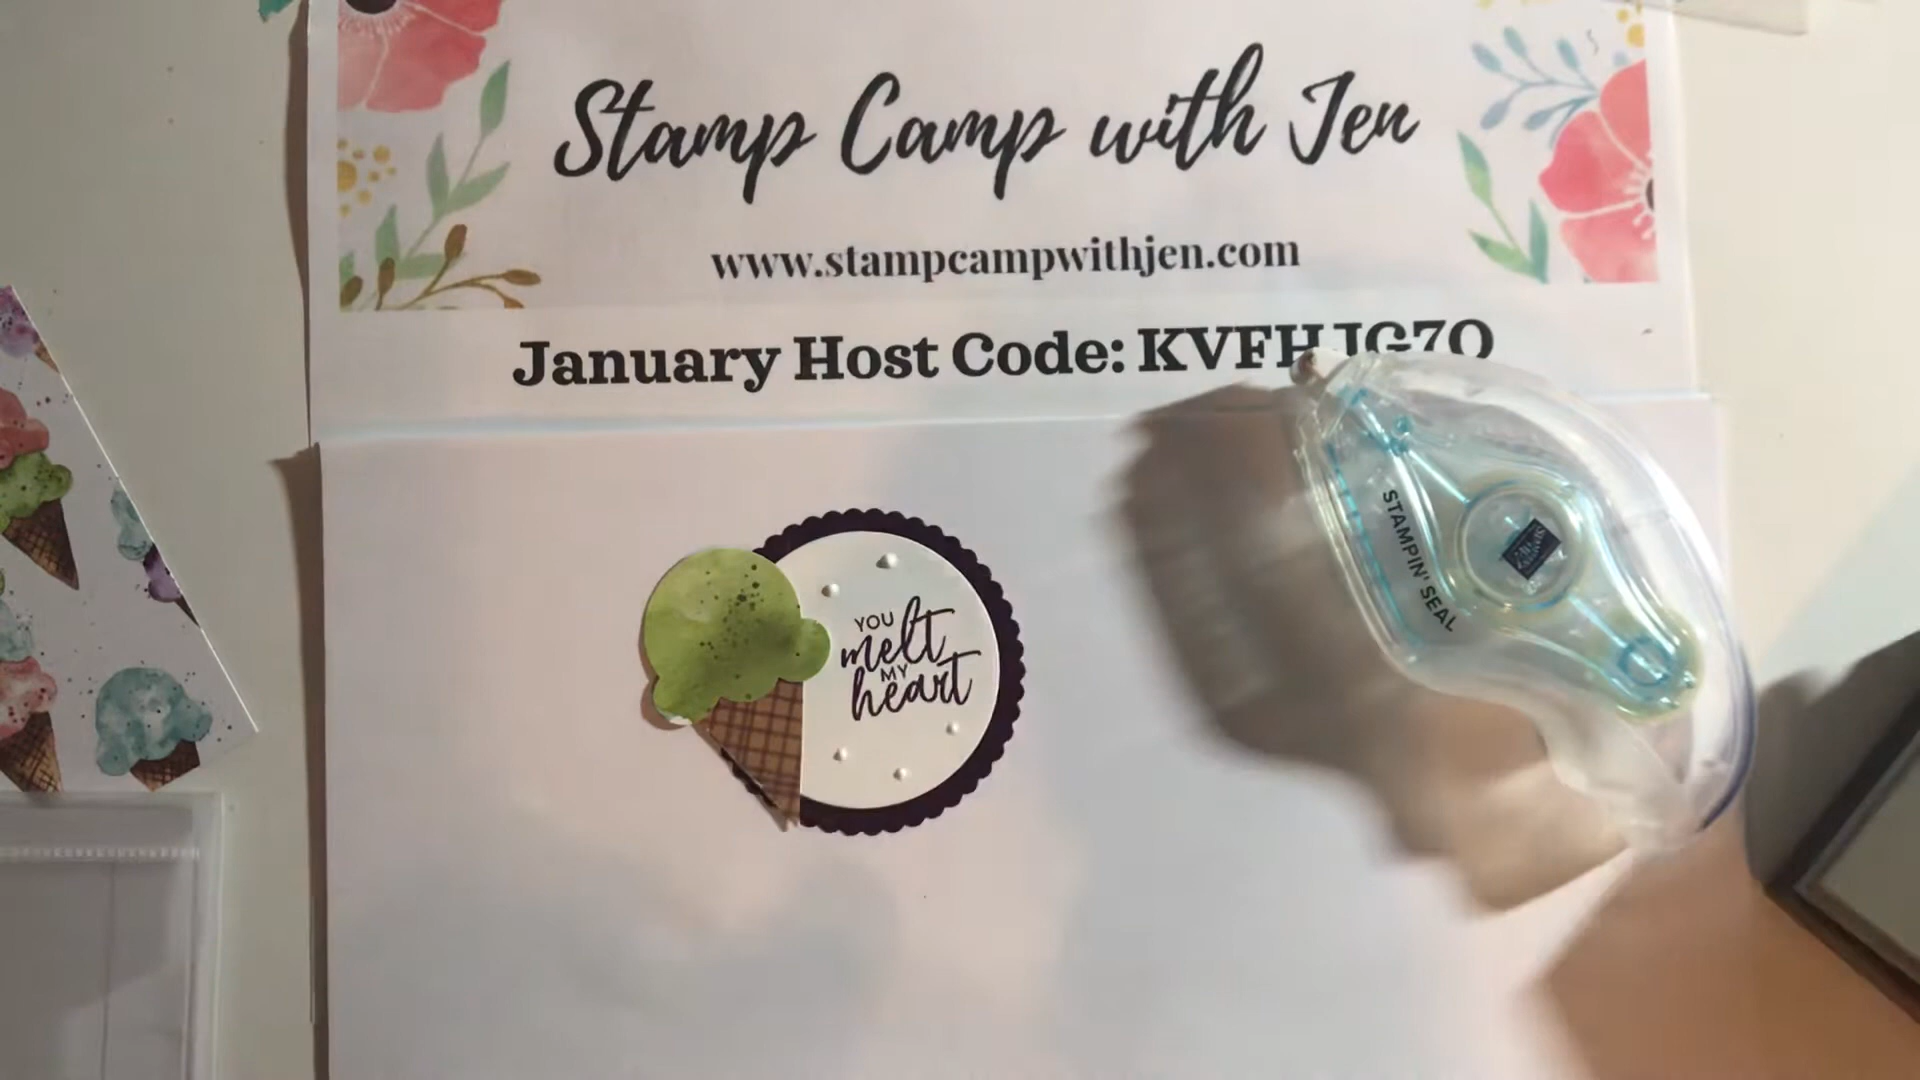 Stamp Camp with Jen
www.stampcampwithjen.com
January Host Code:
YOU
melt
MY
heart
STAMPIN' SEAL